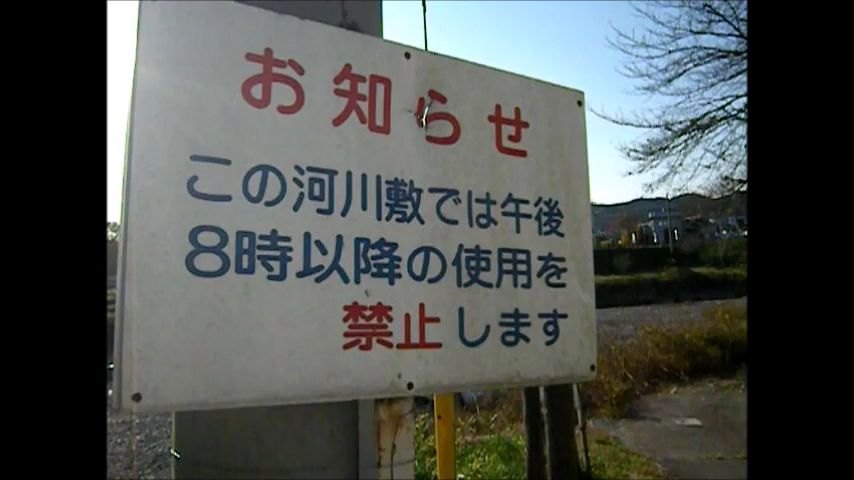 お知らせ
この河川敷では午後
8時以降の使用を
禁止します